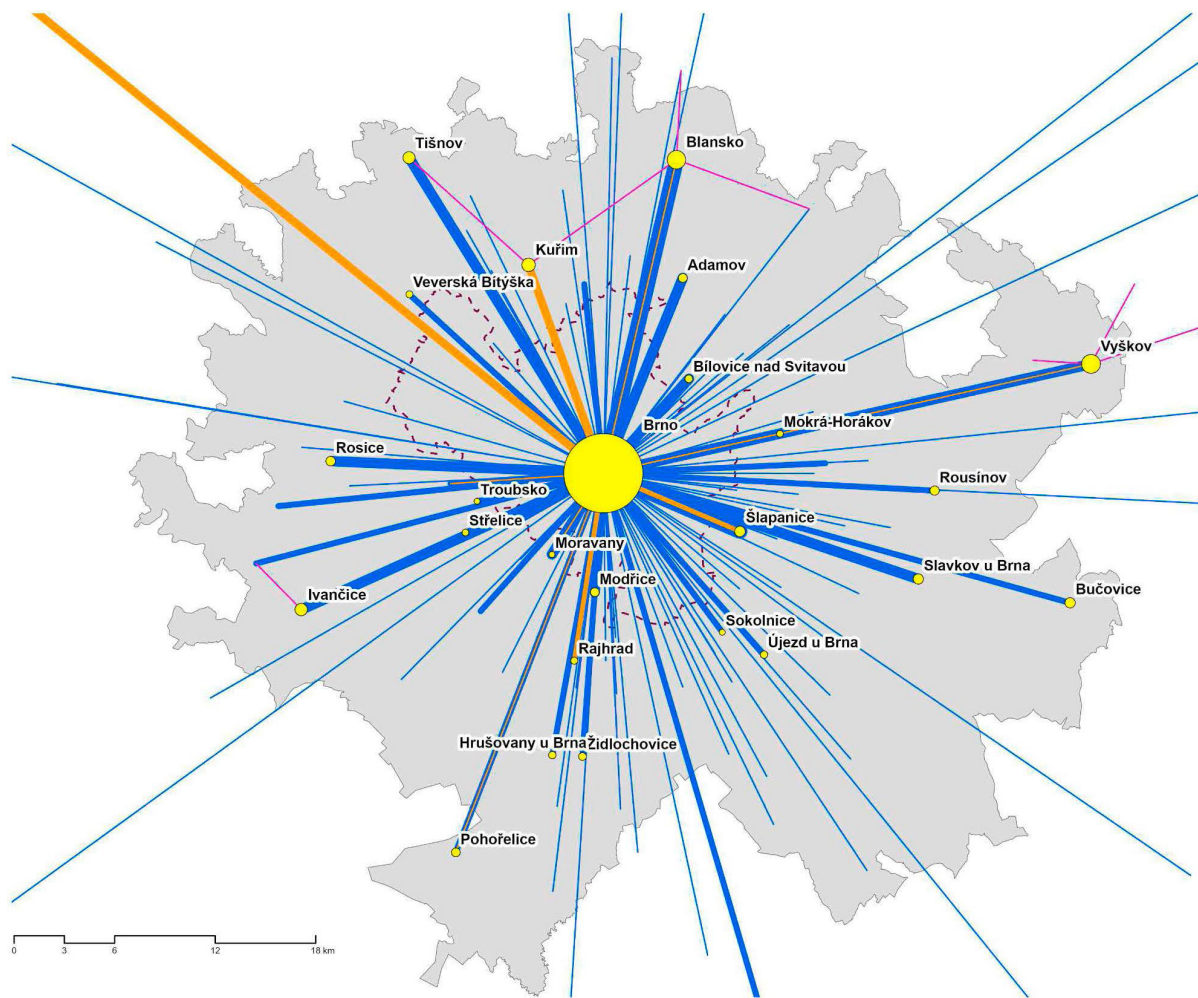 Tišnov
Blansko
Kuřim
Adamov
Veverská Bitýška
Vyškov
Bílovice nad Svitavou
Brno
Mokrá-Horákov
Rosice
Rousínov
Troubsko
Střelice
Šlapanice
Moravany
Slavkov u Brna
Ivančice
Modřice
Bučovice
Sokolnice
Újezd u Brna
Rajhrad
Hrušovany u Brna
Židlochovice
Pohořelice
0 3 6 12 18 km